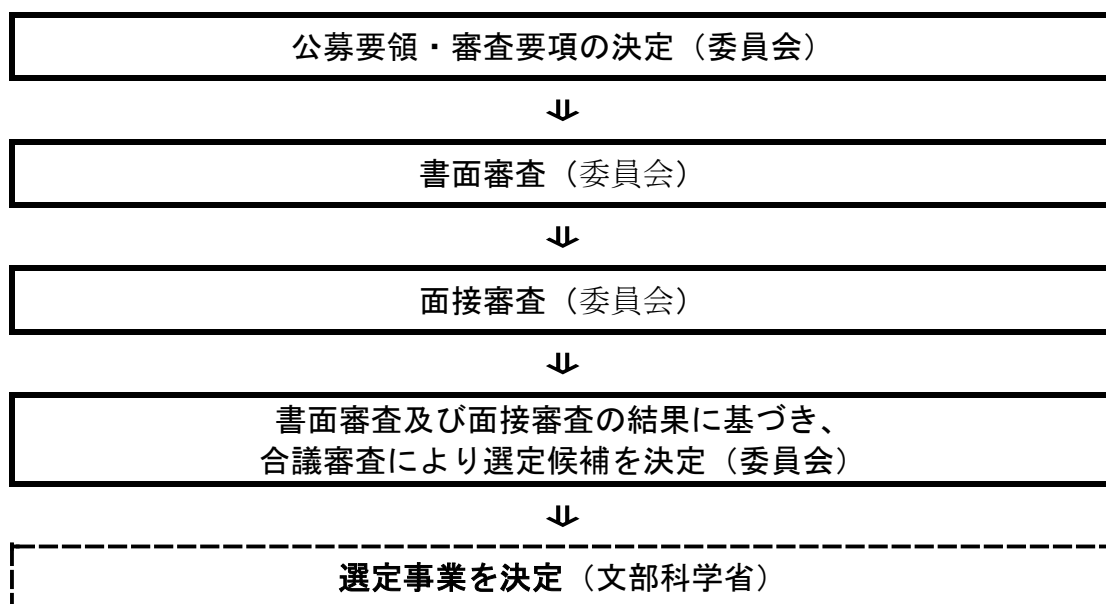 公募要領・審査要項の決定（委員会）
⇓
書面審査（委員会）
⇓
面接審査（委員会）
⇓
書面審査及び面接審査の結果に基づき、
合議審査により選定候補を決定（委員会）
⇓
選定事業を決定（文部科学省）